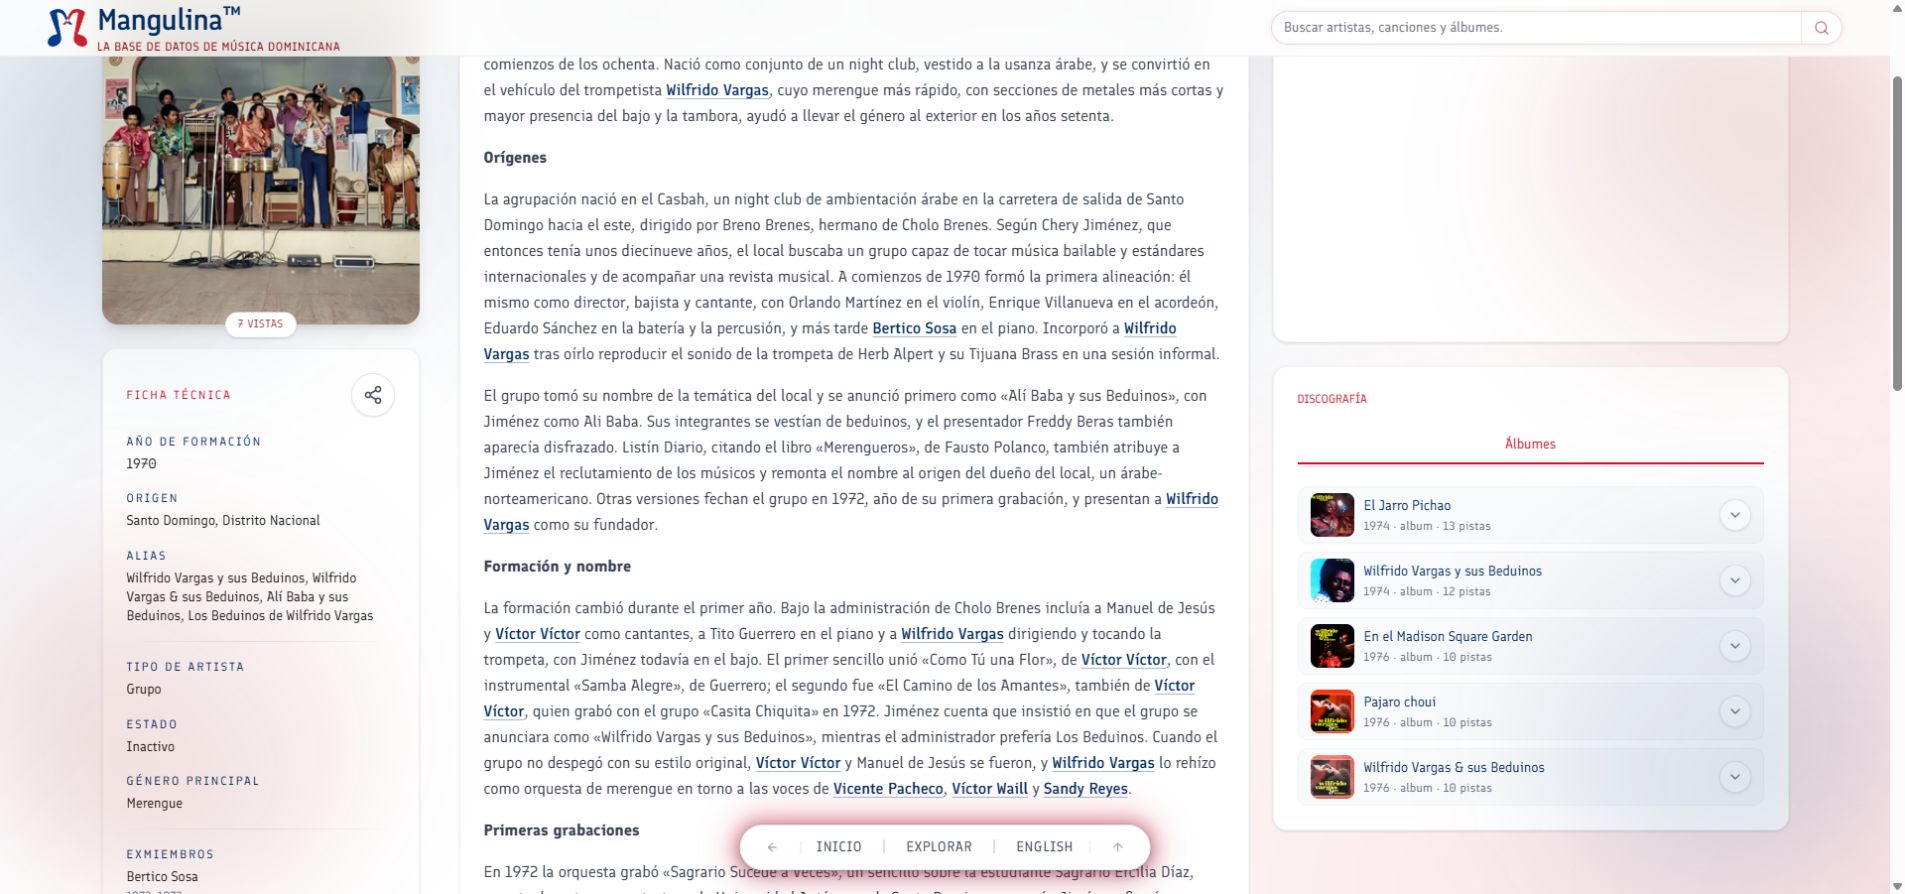 Mangulina™
LA BASE DE DATOS DE MÚSICA DOMINICANA
Buscar artistas, canciones y álbumes.
7 VISTAS
FICHA TÉCNICA
AÑO DE FORMACIÓN
1970
ORIGEN
Santo Domingo, Distrito Nacional
ALIAS
Wilfrido Vargas y sus Beduinos, Wilfrido
Vargas & sus Beduinos, Alí Baba y sus
Beduinos, Los Beduinos de Wilfrido Vargas
TIPO DE ARTISTA
Grupo
ESTADO
Inactivo
GÉNERO PRINCIPAL
Merengue
EXMIEMBROS
Bertico Sosa
comienzos de los ochenta. Nació como conjunto de un night club, vestido a la usanza árabe, y se convirtió en
el vehículo del trompetista Wilfrido Vargas, cuyo merengue más rápido, con secciones de metales más cortas y
mayor presencia del bajo y la tambora, ayudó a llevar el género al exterior en los años setenta.
Orígenes
La agrupación nació en el Casbah, un night club de ambientación árabe en la carretera de salida de Santo
Domingo hacia el este, dirigido por Breno Brenes, hermano de Cholo Brenes. Según Chery Jiménez, que
entonces tenía unos diecinueve años, el local buscaba un grupo capaz de tocar música bailable y estándares
internacionales y de acompañar una revista musical. A comienzos de 1970 formó la primera alineación: él
mismo como director, bajista y cantante, con Orlando Martínez en el violín, Enrique Villanueva en el acordeón,
Eduardo Sánchez en la batería y la percusión, y más tarde Bertico Sosa en el piano. Incorporó a Wilfrido
Vargas tras oírlo reproducir el sonido de la trompeta de Herb Alpert y su Tijuana Brass en una sesión informal.
El grupo tomó su nombre de la temática del local y se anunció primero como «Alí Baba y sus Beduinos», con
Jiménez como Ali Baba. Sus integrantes se vestían de beduinos, y el presentador Freddy Beras también
aparecía disfrazado. Listín Diario, citando el libro «Merengueros», de Fausto Polanco, también atribuye a
Jiménez el reclutamiento de los músicos y remonta el nombre al origen del dueño del local, un árabe-
norteamericano. Otras versiones fechan el grupo en 1972, año de su primera grabación, y presentan a Wilfrido
Vargas como su fundador.
Formación y nombre
La formación cambió durante el primer año. Bajo la administración de Cholo Brenes incluía a Manuel de Jesús
y Víctor Víctor como cantantes, a Tito Guerrero en el piano y a Wilfrido Vargas dirigiendo y tocando la
trompeta, con Jiménez todavía en el bajo. El primer sencillo unió «Como Tú una Flor», de Víctor Víctor, con el
instrumental «Samba Alegre», de Guerrero; el segundo fue «El Camino de los Amantes», también de Víctor
Víctor, quien grabó con el grupo «Casita Chiquita» en 1972. Jiménez cuenta que insistió en que el grupo se
anunciara como «Wilfrido Vargas y sus Beduinos», mientras el administrador prefería Los Beduinos. Cuando el
grupo no despegó con su estilo original, Víctor Víctor y Manuel de Jesús se fueron, y Wilfrido Vargas lo rehízo
como orquesta de merengue en torno a las voces de Vicente Pacheco, Víctor Waill y Sandy Reyes.
Primeras grabaciones
En 1972 la orquesta grabó «Sagrario Sucede a Veces», un sencillo sobre la estudiante Sagrario Ercilia Díaz,
DISCOGRAFÍA
Álbumes
El Jarro Pichao
1974 · album · 13 pistas
Wilfrido Vargas y sus Beduinos
1974 · album · 12 pistas
En el Madison Square Garden
1976 · album · 10 pistas
Pajaro choui
1976 · album · 10 pistas
Wilfrido Vargas & sus Beduinos
1976 · album · 10 pistas
← INICIO | EXPLORAR | ENGLISH ↑